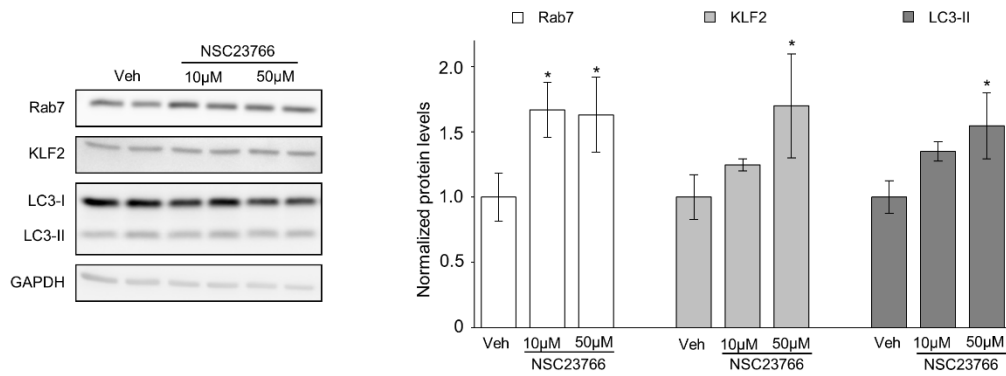 NSC23766
Veh 10µM 50µM
Rab7
KLF2
LC3-I
LC3-II
GAPDH
Rab7 KLF2 LC3-II
Normalized protein levels
2.0
1.5
1.0
0.5
0
* * * *
Veh 10µM 50µM Veh 10µM 50µM Veh 10µM 50µM
NSC23766 NSC23766 NSC23766